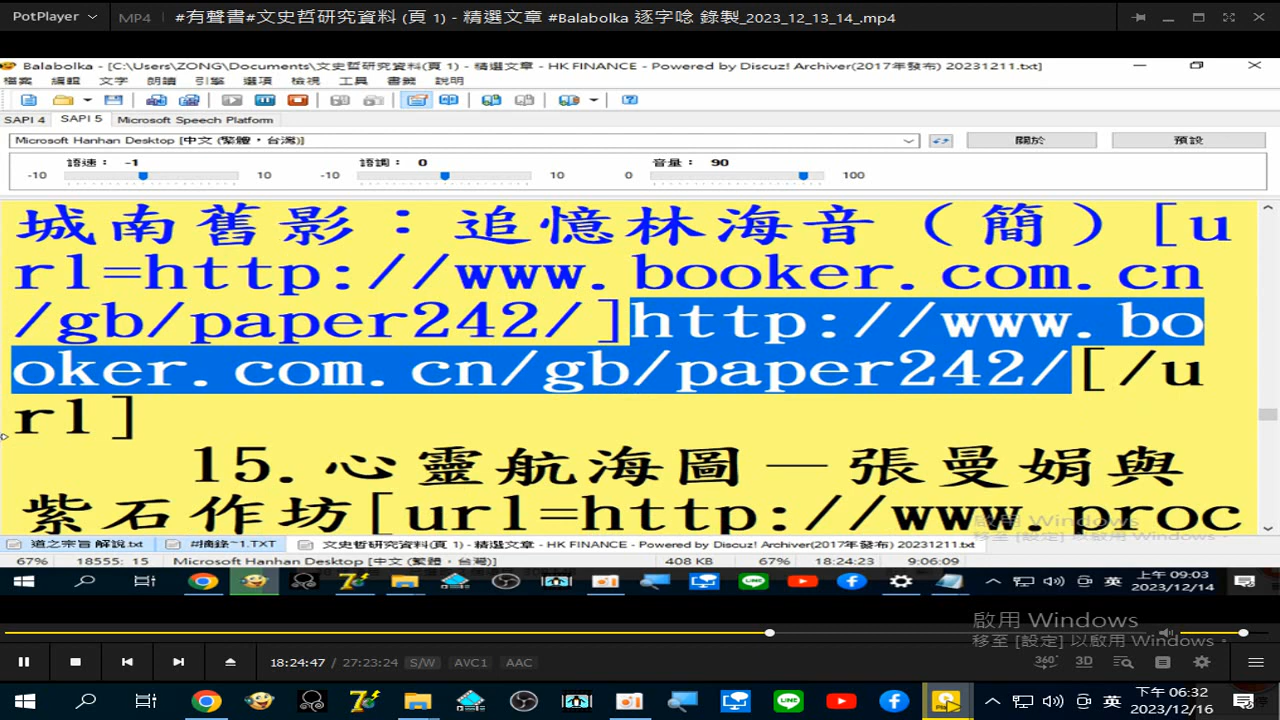 PotPlayer MP4 #有聲書#文史哲研究資料 (頁 1) - 精選文章 #Balabolka 逐字唸 錄製_2023_12_13_14_.mp4
Balabolka - [C:\Users\ZONG\Documents\文史哲研究資料(頁 1) - 精選文章 - HK FINANCE - Powered by Discuz! Archiver(2017年發布) 20231211.txt]
檔案 編輯 文字 朗讀 引擎 選項 檢視 工具 書籤 說明
SAPI 4 SAPI 5 Microsoft Speech Platform
Microsoft Hanhan Desktop [中文 (繁體，台灣)]
關於 預設
語速： -1 語調： 0 音量： 90
-10 10 -10 10 0 100
城南舊影：追憶林海音（簡）[u
rl=http://www.booker.com.cn
/gb/paper242/]http://www.bo
oker.com.cn/gb/paper242/[/u
rl]
15.心靈航海圖－張曼娟與
紫石作坊[url=http://www.proc
道之宗旨 解說.txt #摘錄~1.TXT 文史哲研究資料(頁 1) - 精選文章 - HK FINANCE - Powered by Discuz! Archiver(2017年發布) 20231211.txt
67% 18555: 15 Microsoft Hanhan Desktop [中文 (繁體，台灣)] 408 KB 67% 18:24:23 9:06:09
英 上午 09:03
2023/12/14
啟用 Windows
移至 [設定] 以啟用 Windows。
18:24:47 / 27:23:24 S/W AVC1 AAC 360° 3D
英 下午 06:32
2023/12/16